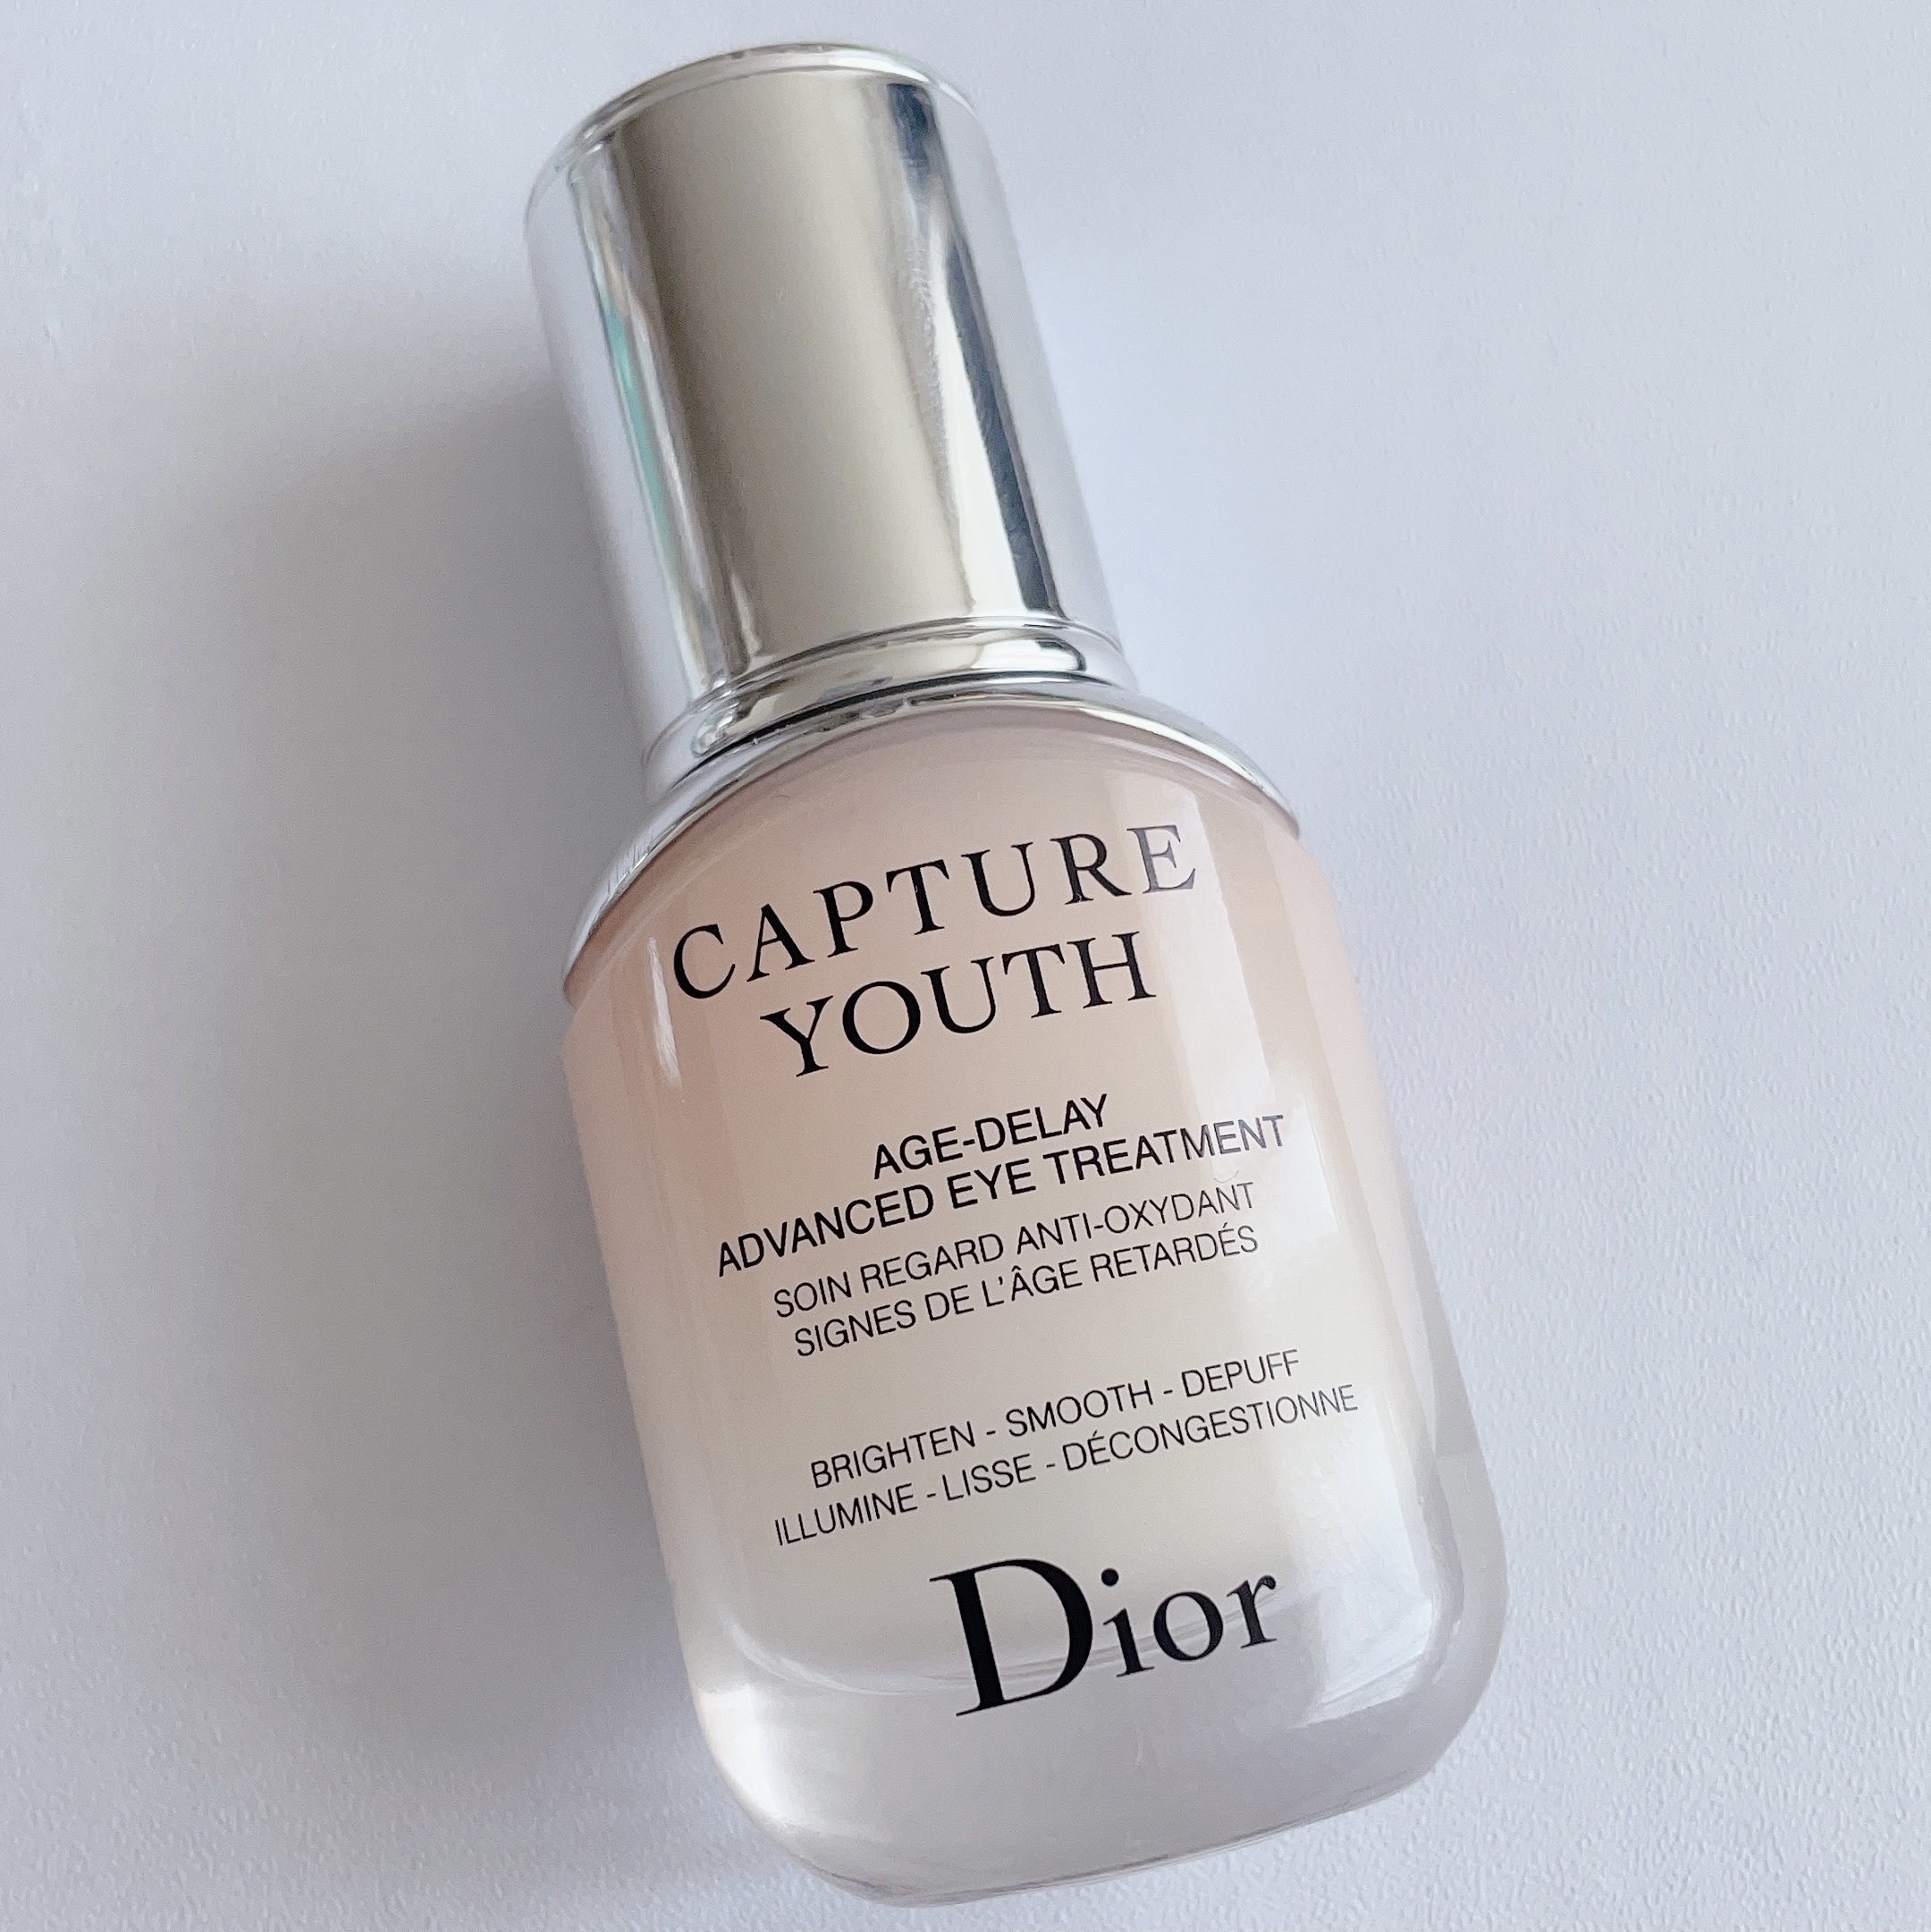 CAPTURE
YOUTH
AGE-DELAY
ADVANCED EYE TREATMENT
SOIN REGARD ANTI-OXYDANT
SIGNES DE L'ÂGE RETARDÉS
BRIGHTEN - SMOOTH - DEPUFF
ILLUMINE - LISSE - DÉCONGESTIONNE
Dior